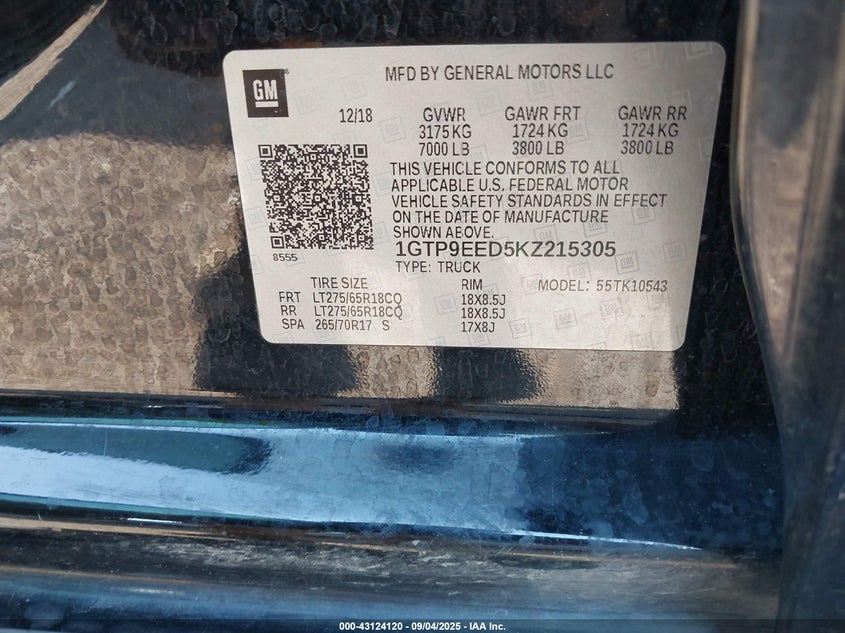 GM
MFD BY GENERAL MOTORS LLC
12/18 GVWR GAWR FRT GAWR RR
3175 KG 1724 KG 1724 KG
7000 LB 3800 LB 3800 LB
THIS VEHICLE CONFORMS TO ALL
APPLICABLE U.S. FEDERAL MOTOR
VEHICLE SAFETY STANDARDS IN EFFECT
ON THE DATE OF MANUFACTURE
SHOWN ABOVE.
8555 1GTP9EED5KZ215305
TYPE: TRUCK
TIRE SIZE RIM MODEL: 55TK10543
FRT LT275/65R18CQ 18X8.5J
RR LT275/65R18CQ 18X8.5J
SPA 265/70R17 S 17X8J
000-43124120 - 09/04/2025 - IAA Inc.